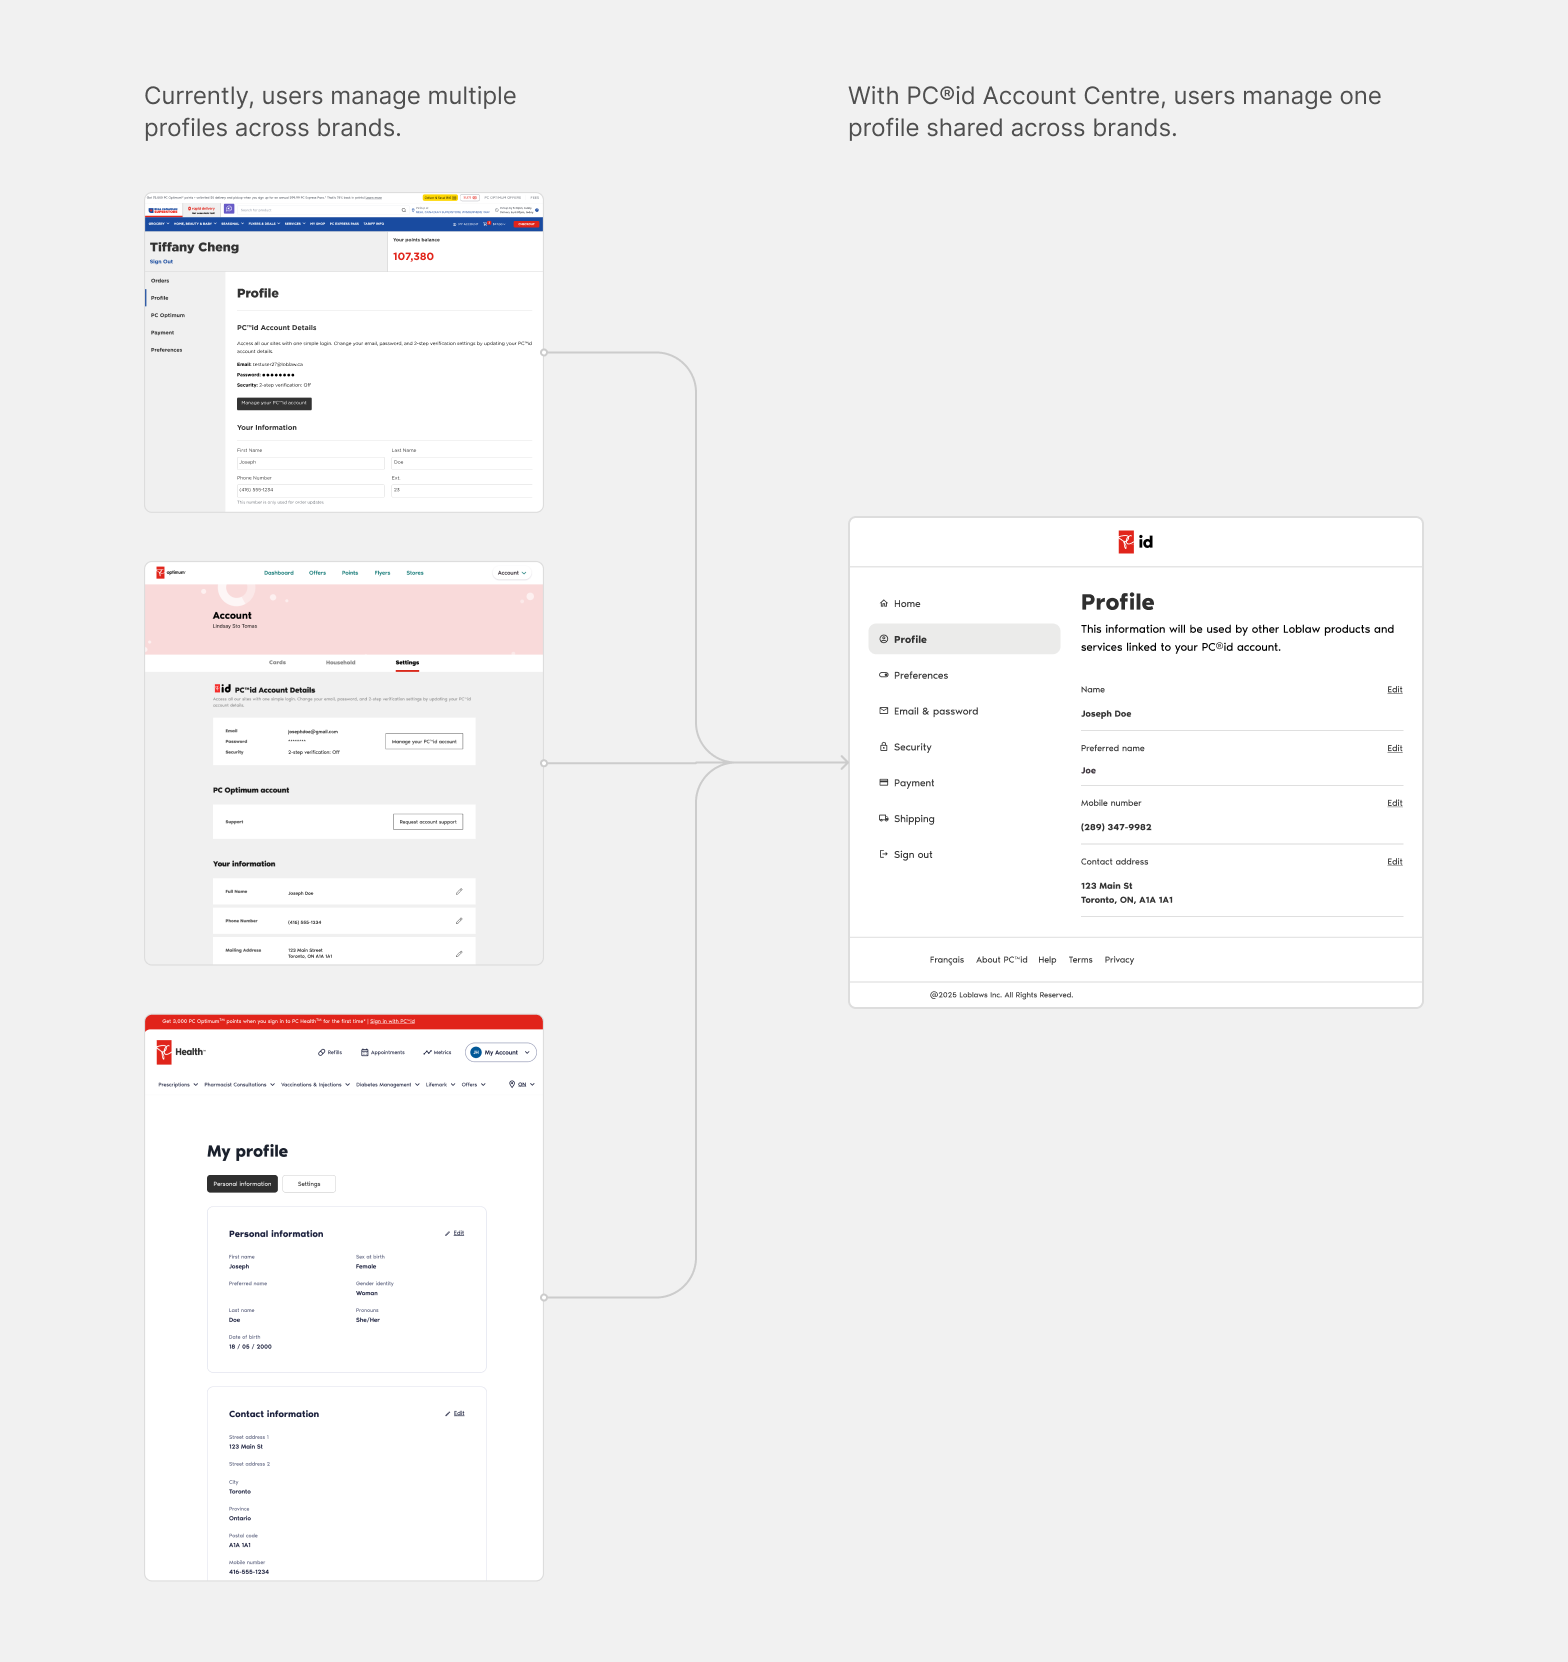 Currently, users manage multiple
profiles across brands.
With PC®id Account Centre, users manage one
profile shared across brands.
rapid delivery
GROCERY HOME, BEAUTY & BABY SEASONAL FLYERS & DEALS SERVICES MY SHOP PC EXPRESS PASS TARIFF INFO
MY ACCOUNT
CHECKOUT
Tiffany Cheng
Sign Out
Your points balance
107,380
Orders
Profile
PC Optimum
Payment
Preferences
Profile
PC™id Account Details
Access all our sites with one simple login. Change your email, password, and 2-step verification settings by updating your PC™id
account details.
Email: testuser27@loblaw.ca
Password: ●●●●●●●●
Security: 2-step verification: Off
Manage your PC™id account
Your Information
First Name
Last Name
Joseph
Doe
Phone Number
Ext.
(416) 555-1234
23
This number is only used for order updates
optimum
Dashboard Offers Points Flyers Stores
Account
Account
Lindsay Sto Tomas
Cards Household Settings
id PC™id Account Details
Access all our sites with one simple login. Change your email, password, and 2-step verification settings by updating your PC™id
account details.
Email josephdoe@gmail.com
Password ••••••••
Security 2-step verification: Off
Manage your PC™id account
PC Optimum account
Support
Request account support
Your information
Full Name Joseph Doe
Phone Number (416) 555-1234
Mailing Address 123 Main Street
Toronto, ON A1A 1A1
Get 3,000 PC Optimum™ points when you sign in to PC Health™ for the first time* | Sign in with PC™id
Health™
Refills Appointments Metrics
JH My Account
Prescriptions Pharmacist Consultations Vaccinations & Injections Diabetes Management Lifemark Offers
ON
My profile
Personal information Settings
Personal information
Edit
First name
Joseph
Sex at birth
Female
Preferred name
Gender identity
Woman
Last name
Doe
Pronouns
She/Her
Date of birth
18 / 05 / 2000
Contact information
Edit
Street address 1
123 Main St
Street address 2
City
Toronto
Province
Ontario
Postal code
A1A 1A1
Mobile number
416-555-1234
id
Home
Profile
Preferences
Email & password
Security
Payment
Shipping
Sign out
Profile
This information will be used by other Loblaw products and
services linked to your PC®id account.
Name Edit
Joseph Doe
Preferred name Edit
Joe
Mobile number Edit
(289) 347-9982
Contact address Edit
123 Main St
Toronto, ON, A1A 1A1
Français About PC™id Help Terms Privacy
@2025 Loblaws Inc. All Rights Reserved.